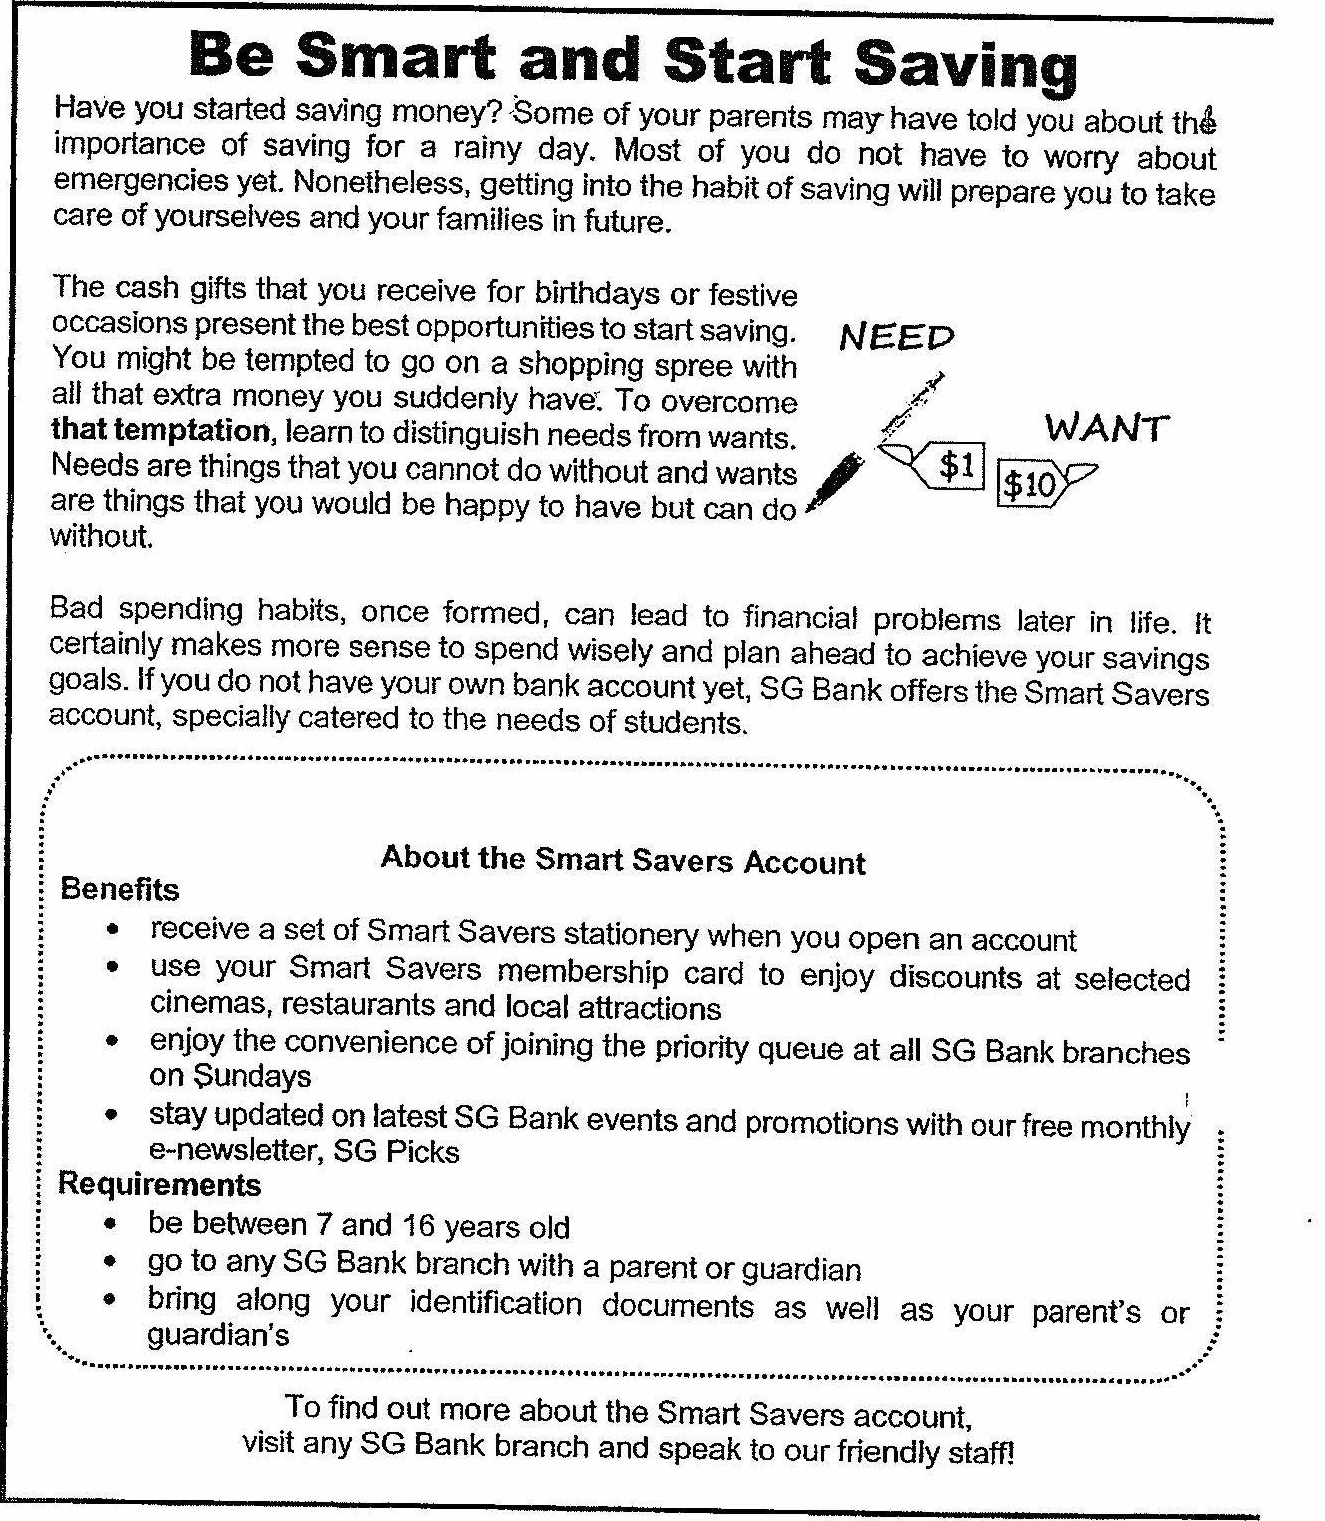 Be Smart and Start Saving
Have you started saving money? Some of your parents may have told you about the
importance of saving for a rainy day. Most of you do not have to worry about
emergencies yet. Nonetheless, getting into the habit of saving will prepare you to take
care of yourselves and your families in future.
The cash gifts that you receive for birthdays or festive
occasions present the best opportunities to start saving.
You might be tempted to go on a shopping spree with
all that extra money you suddenly have. To overcome
that temptation, learn to distinguish needs from wants.
Needs are things that you cannot do without and wants
are things that you would be happy to have but can do
without.
NEED
WANT
$1
$10
Bad spending habits, once formed, can lead to financial problems later in life. It
certainly makes more sense to spend wisely and plan ahead to achieve your savings
goals. If you do not have your own bank account yet, SG Bank offers the Smart Savers
account, specially catered to the needs of students.
About the Smart Savers Account
Benefits
• receive a set of Smart Savers stationery when you open an account
• use your Smart Savers membership card to enjoy discounts at selected
cinemas, restaurants and local attractions
• enjoy the convenience of joining the priority queue at all SG Bank branches
on Sundays
• stay updated on latest SG Bank events and promotions with our free monthly
e-newsletter, SG Picks
Requirements
• be between 7 and 16 years old
• go to any SG Bank branch with a parent or guardian
• bring along your identification documents as well as your parent's or
guardian's
To find out more about the Smart Savers account,
visit any SG Bank branch and speak to our friendly staff!